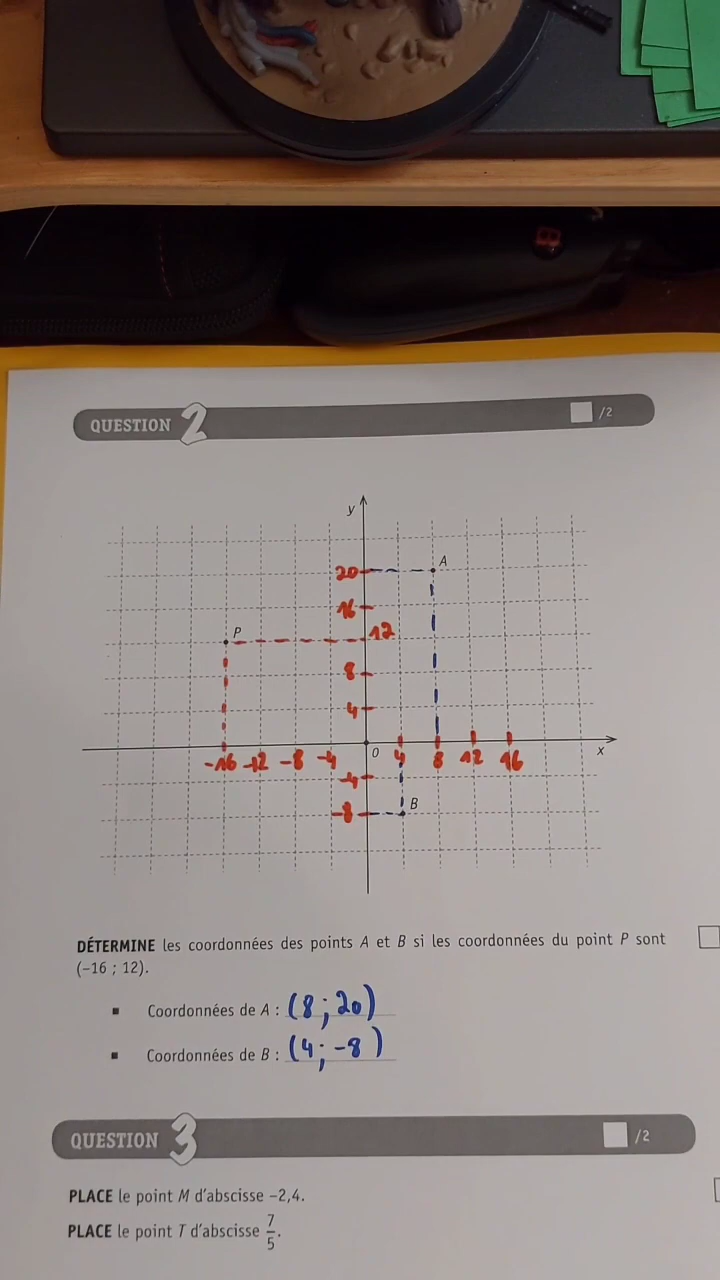 QUESTION 2 /2
y
20 A
16
P 12
8
4
-16 -12 -8 -4 0 4 8 12 16 x
-4
-8 B
DÉTERMINE les coordonnées des points A et B si les coordonnées du point P sont
(–16 ; 12).
▪ Coordonnées de A : (8 ; 20)
▪ Coordonnées de B : (4 ; -8)
QUESTION 3 /2
PLACE le point M d'abscisse –2,4.
PLACE le point T d'abscisse 7/5.